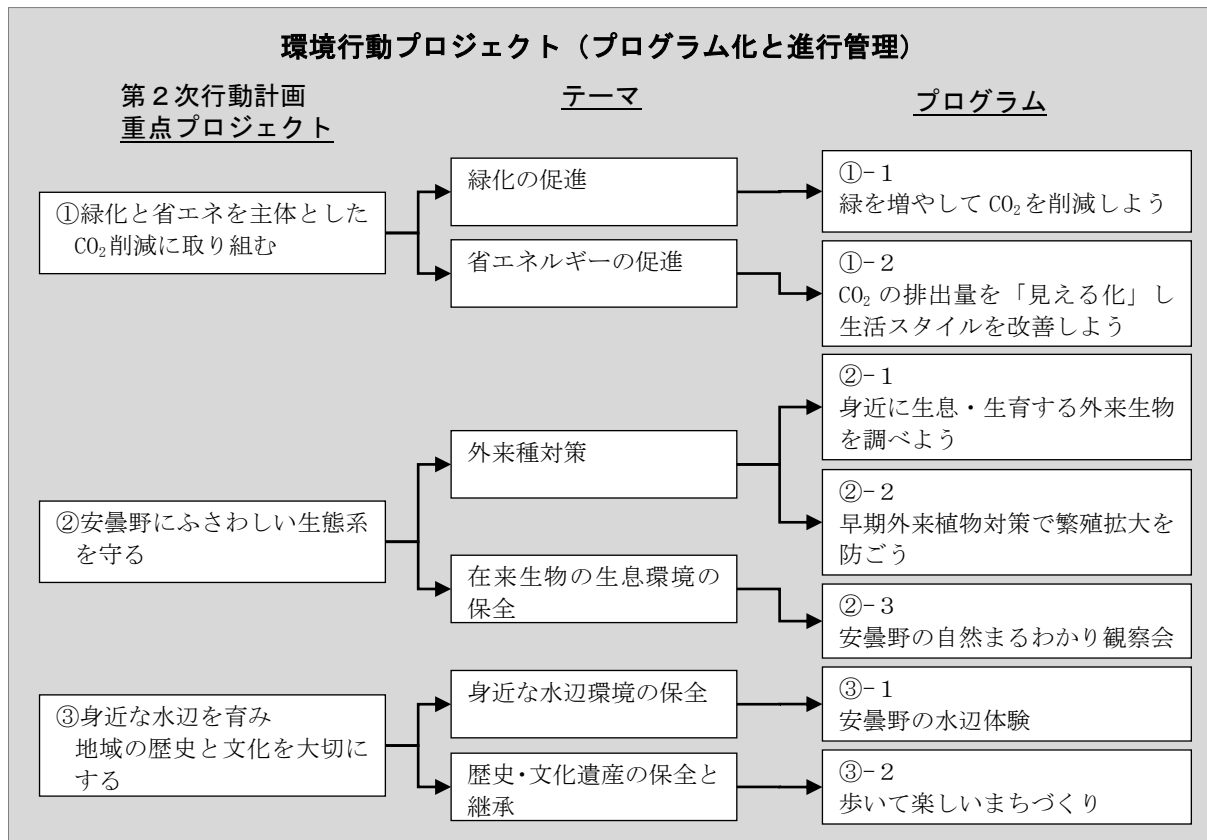 環境行動プロジェクト（プログラム化と進行管理）
第２次行動計画
重点プロジェクト
テーマ
プログラム
①緑化と省エネを主体とした
CO₂削減に取り組む
緑化の促進
省エネルギーの促進
①-１
緑を増やして CO₂を削減しよう
①-２
CO₂ の排出量を「見える化」し
生活スタイルを改善しよう
②安曇野にふさわしい生態系
を守る
外来種対策
在来生物の生息環境の
保全
②-１
身近に生息・生育する外来生物
を調べよう
②-２
早期外来植物対策で繁殖拡大を
防ごう
②-３
安曇野の自然まるわかり観察会
③身近な水辺を育み
地域の歴史と文化を大切に
する
身近な水辺環境の保全
歴史・文化遺産の保全と
継承
③-１
安曇野の水辺体験
③-２
歩いて楽しいまちづくり